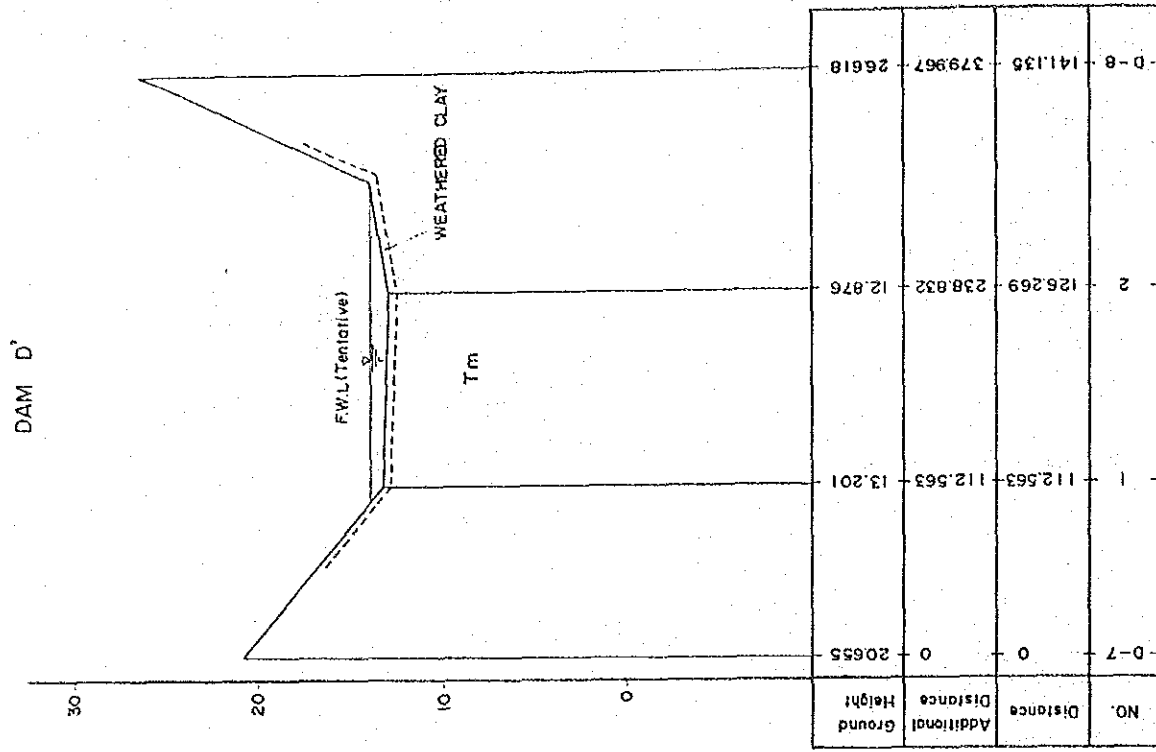 DAM D'
30
20
10
0
F.W.L.(Tentative)
WEATHERED CLAY
Tm
NO. D-7 1 2 D-8
Distance 0 112.563 126.269 141.135
Additional Distance 0 112.563 238.832 379.967
Ground Height 20.655 13.201 12.876 26.618